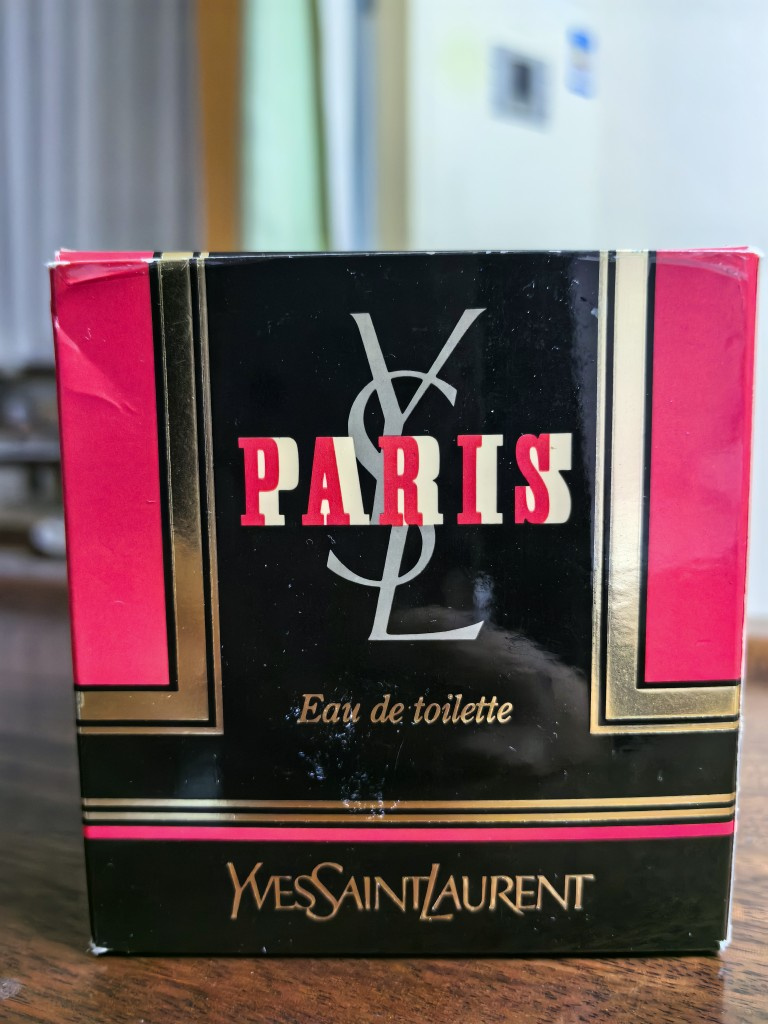 YSL
PARIS
Eau de toilette
YVESSAINTLAURENT